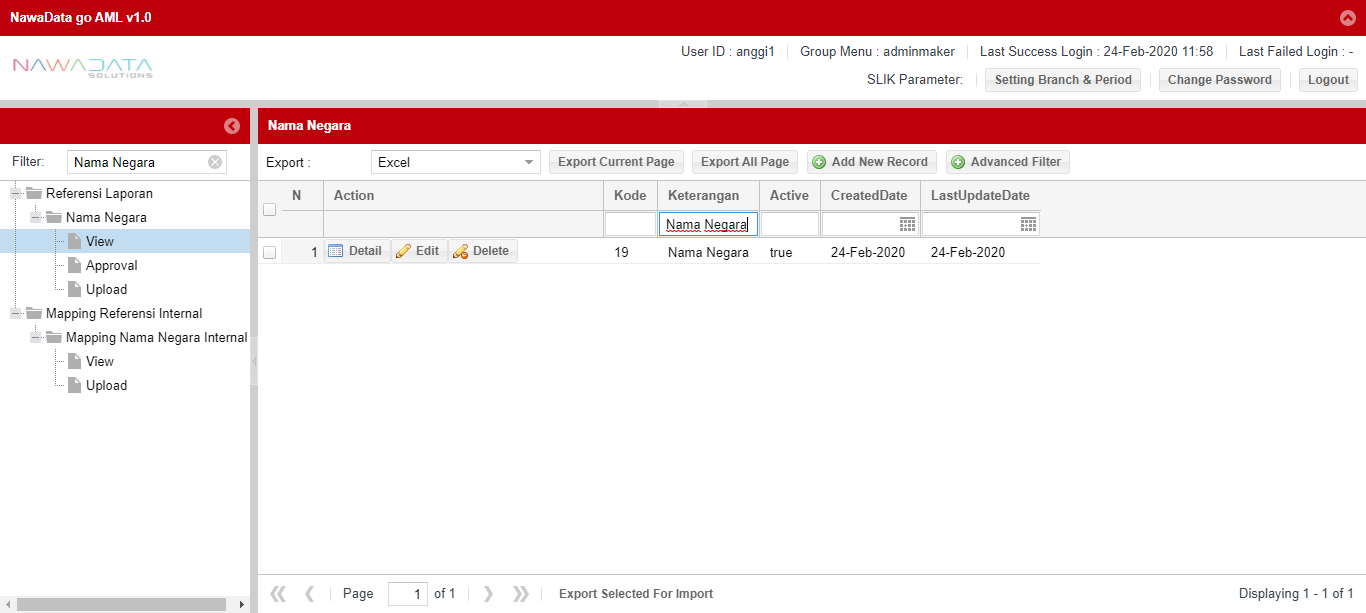 NawaData go AML v1.0
NAWADATA
SOLUTIONS
User ID : anggi1 Group Menu : adminmaker Last Success Login : 24-Feb-2020 11:58 Last Failed Login : -
SLIK Parameter: Setting Branch & Period Change Password Logout
Nama Negara
Filter: Nama Negara
Export : Excel Export Current Page Export All Page Add New Record Advanced Filter
Referensi Laporan
Nama Negara
View
Approval
Upload
Mapping Referensi Internal
Mapping Nama Negara Internal
View
Upload
N Action Kode Keterangan Active CreatedDate LastUpdateDate
Nama Negara
1 Detail Edit Delete 19 Nama Negara true 24-Feb-2020 24-Feb-2020
Page 1 of 1 Export Selected For Import Displaying 1 - 1 of 1